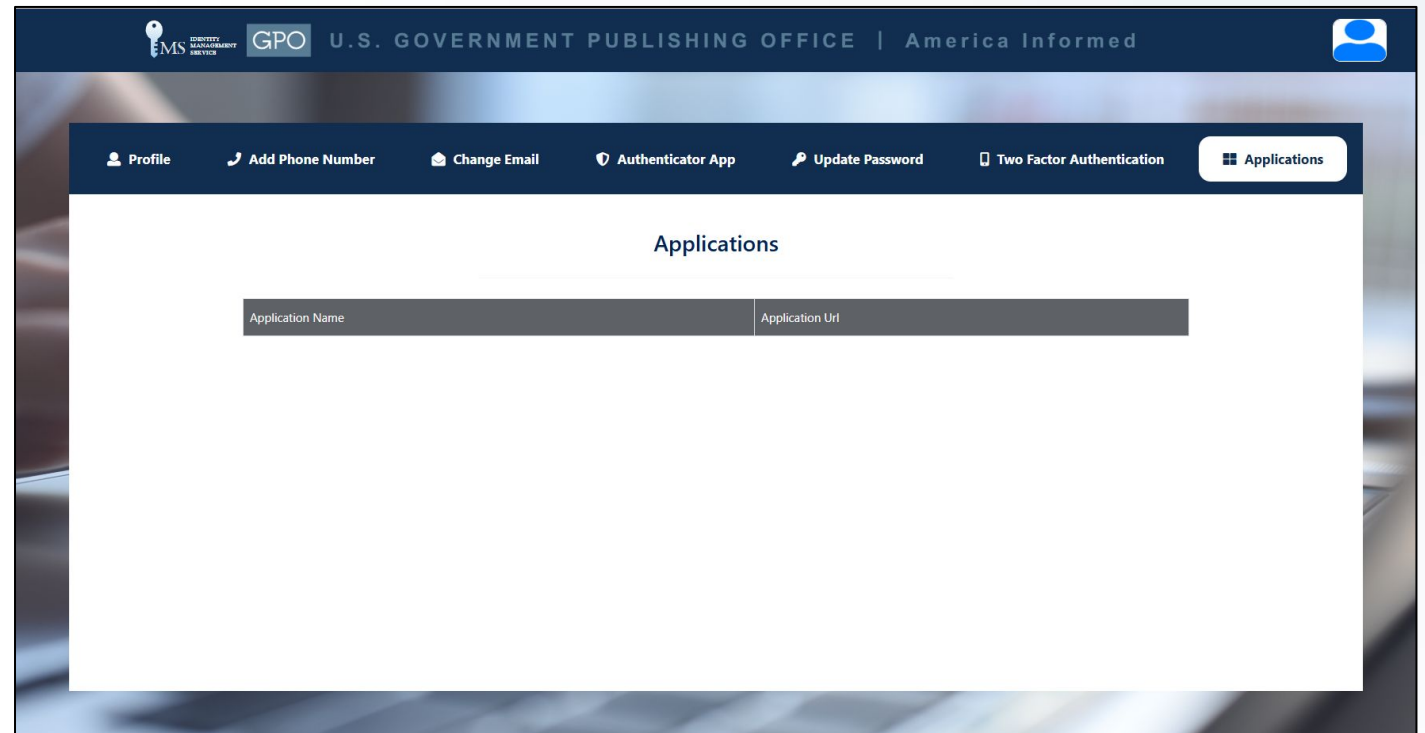 MS IDENTITY MANAGEMENT SERVICE GPO U.S. GOVERNMENT PUBLISHING OFFICE | America Informed
Profile Add Phone Number Change Email Authenticator App Update Password Two Factor Authentication Applications
Applications
Application Name Application Url